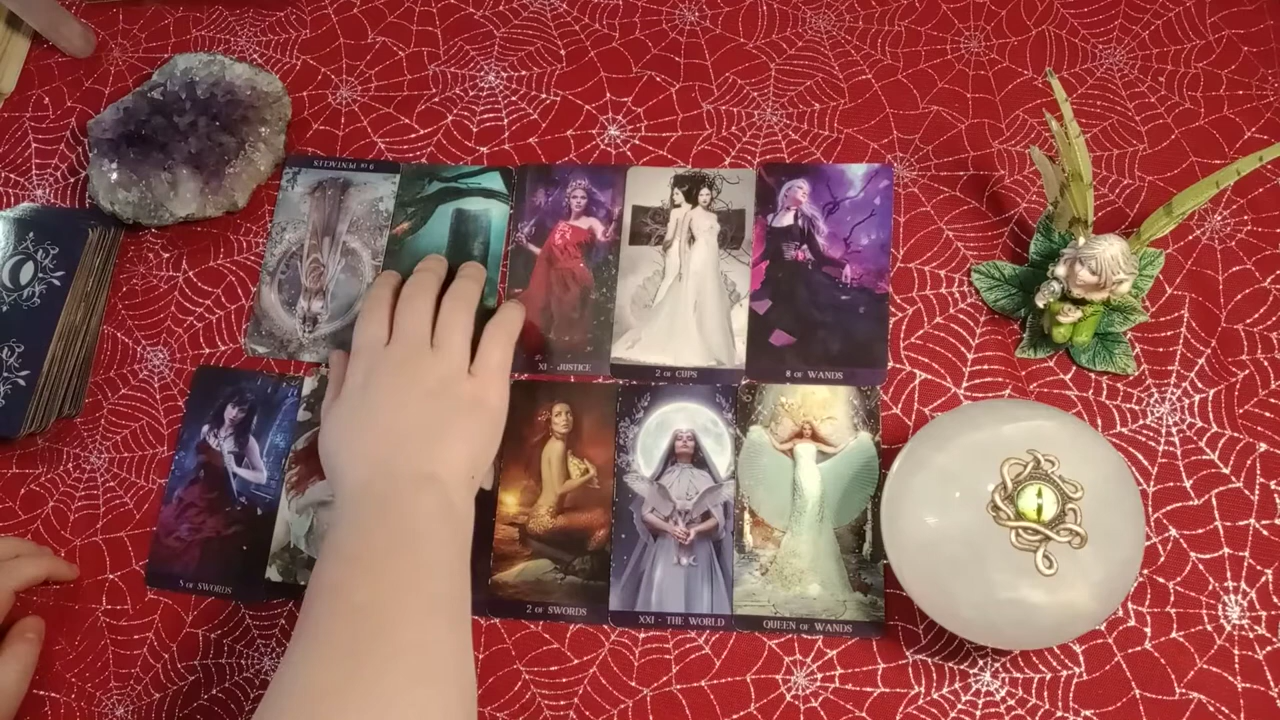 9 OF PENTACLES
XI - JUSTICE
2 OF CUPS
8 OF WANDS
5 OF SWORDS
2 OF SWORDS
XXI - THE WORLD
QUEEN OF WANDS